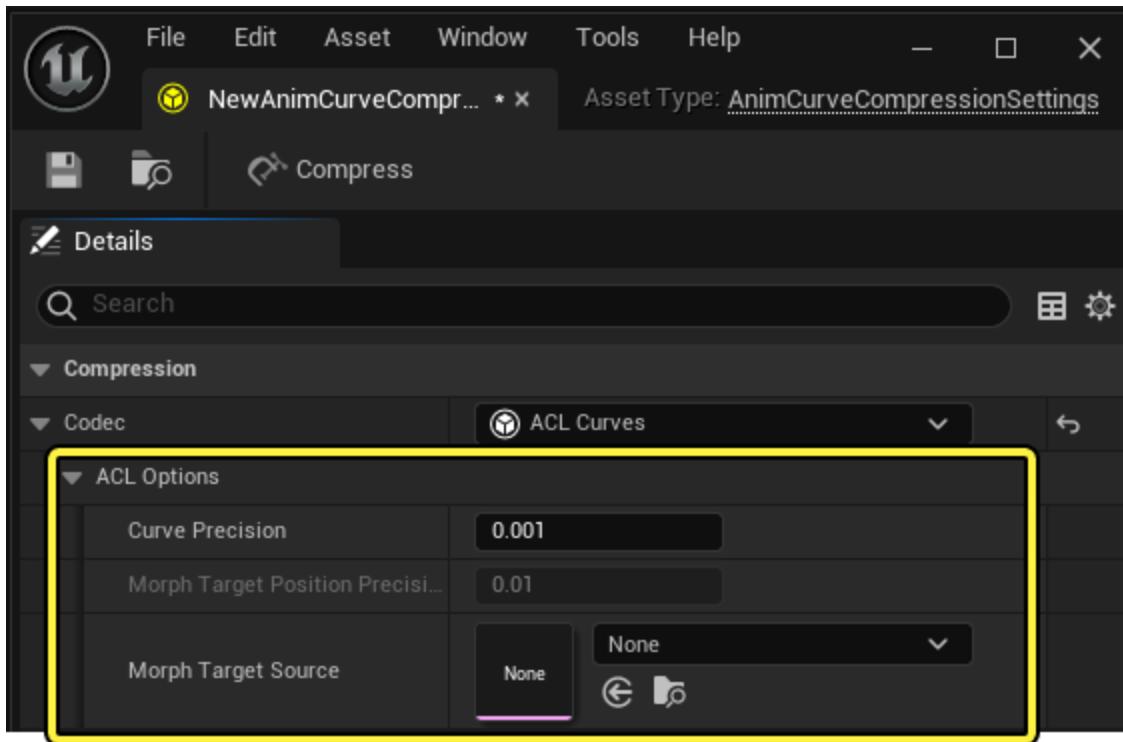 File Edit Asset Window Tools Help
NewAnimCurveCompr... * Asset Type: AnimCurveCompressionSettings
Compress
Details
Search
Compression
Codec ACL Curves
ACL Options
Curve Precision 0.001
Morph Target Position Precisi... 0.01
None
Morph Target Source None